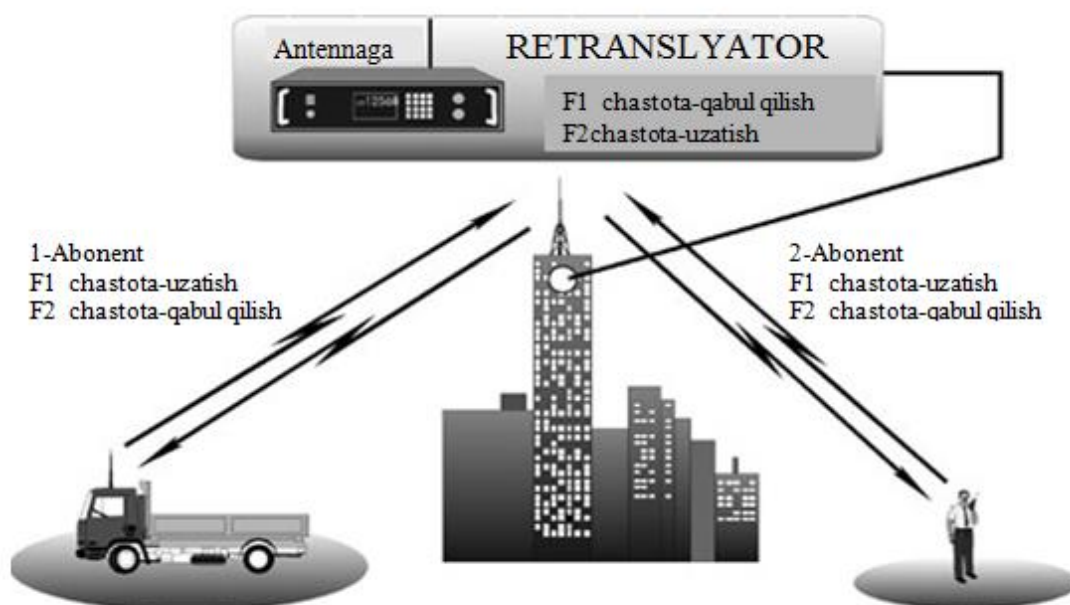 Antennaga
RETRANSLYATOR
F1 chastota-qabul qilish
F2chastota-uzatish
1-Abonent
F1 chastota-uzatish
F2 chastota-qabul qilish
2-Abonent
F1 chastota-uzatish
F2 chastota-qabul qilish